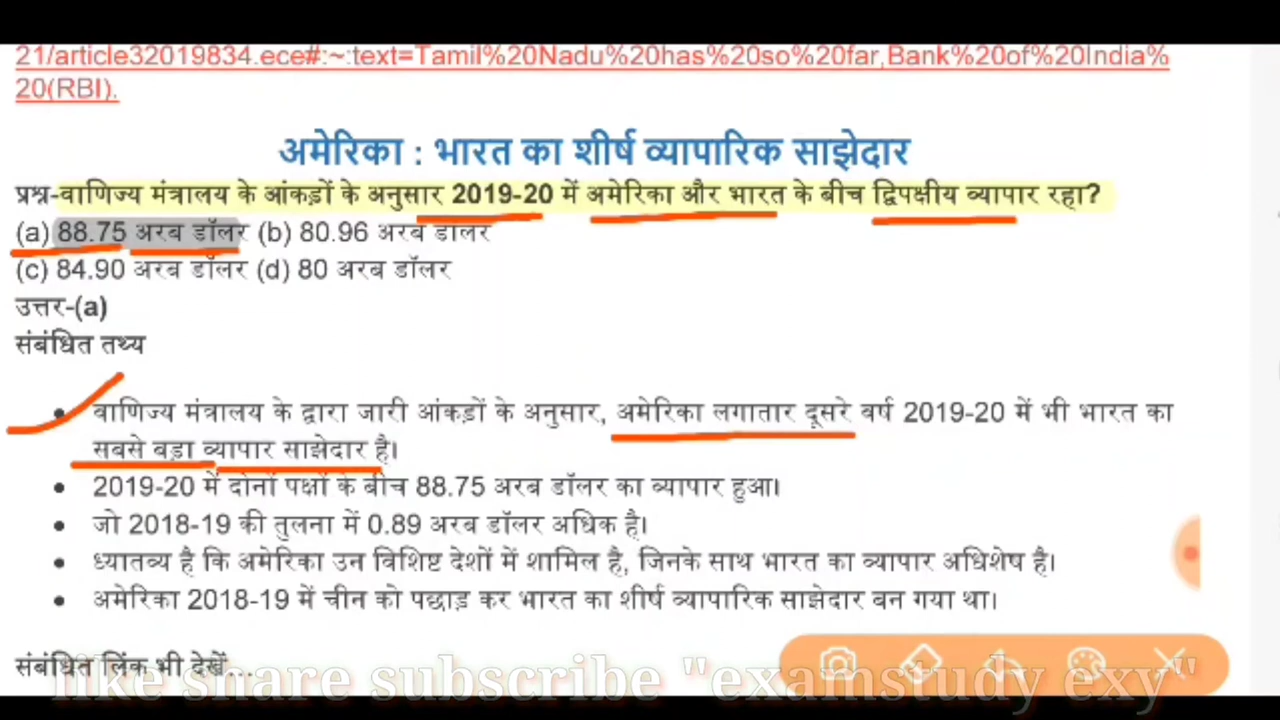 21/article32019834.ece#:~:text=Tamil%20Nadu%20has%20so%20far,Bank%20of%20India%
20(RBI).
अमेरिका : भारत का शीर्ष व्यापारिक साझेदार
प्रश्न-वाणिज्य मंत्रालय के आंकड़ों के अनुसार 2019-20 में अमेरिका और भारत के बीच द्विपक्षीय व्यापार रहा?
(a) 88.75 अरब डॉलर (b) 80.96 अरब डॉलर
(c) 84.90 अरब डॉलर (d) 80 अरब डॉलर
उत्तर-(a)
संबंधित तथ्य
• वाणिज्य मंत्रालय के द्वारा जारी आंकड़ों के अनुसार, अमेरिका लगातार दूसरे वर्ष 2019-20 में भी भारत का
सबसे बड़ा व्यापार साझेदार है।
• 2019-20 में दोनों पक्षों के बीच 88.75 अरब डॉलर का व्यापार हुआ।
• जो 2018-19 की तुलना में 0.89 अरब डॉलर अधिक है।
• ध्यातव्य है कि अमेरिका उन विशिष्ट देशों में शामिल है, जिनके साथ भारत का व्यापार अधिशेष है।
• अमेरिका 2018-19 में चीन को पछाड़ कर भारत का शीर्ष व्यापारिक साझेदार बन गया था।
संबंधित लिंक भी देखें...
like share subscribe "examstudy exy"